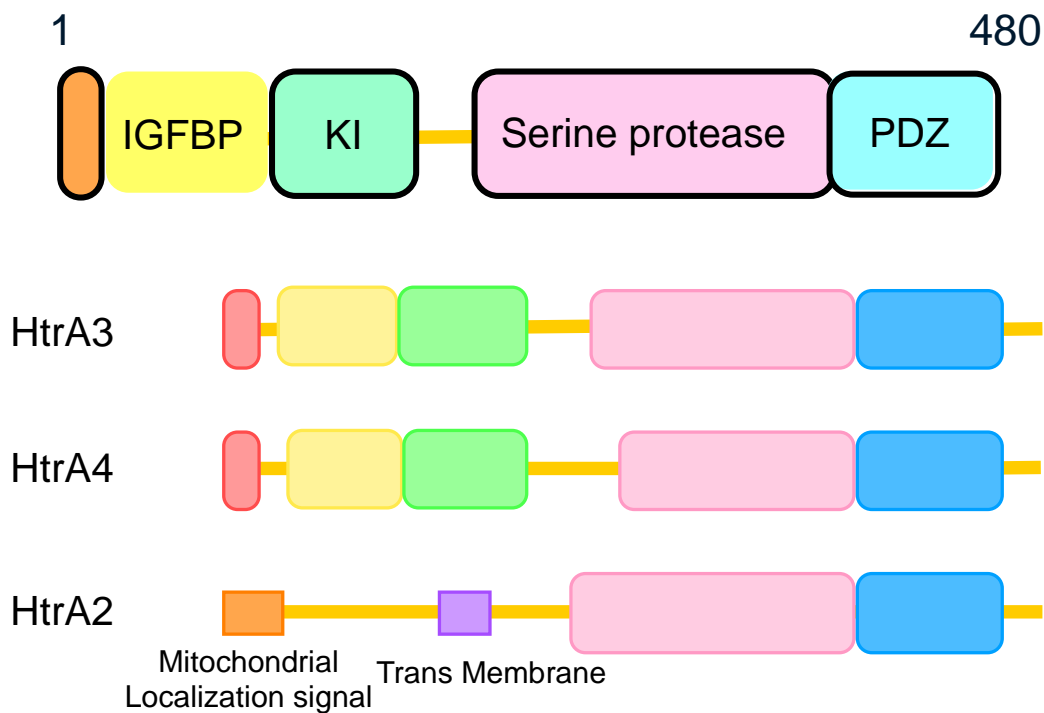 1 480
IGFBP KI Serine protease PDZ
HtrA3
HtrA4
HtrA2
Mitochondrial
Localization signal
Trans Membrane